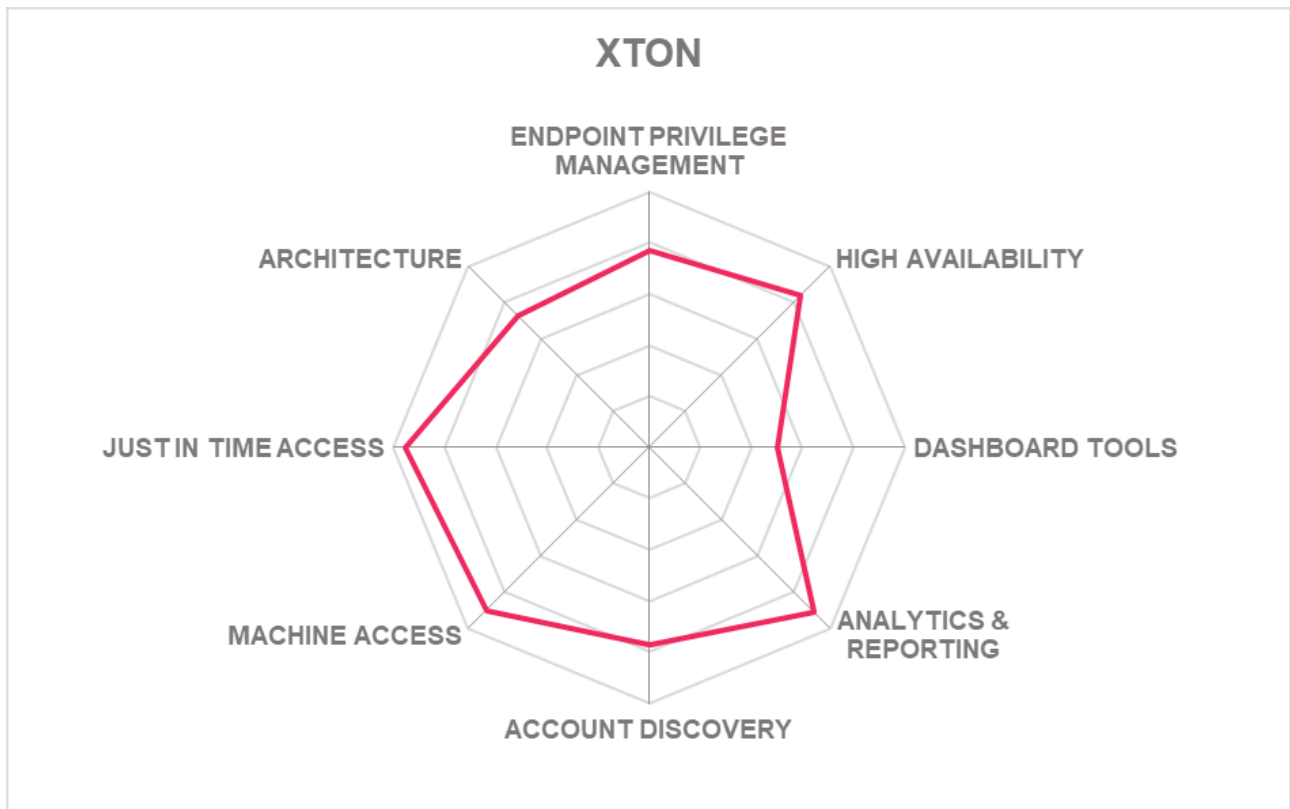 XTON
ENDPOINT PRIVILEGE
MANAGEMENT
ARCHITECTURE
HIGH AVAILABILITY
JUST IN TIME ACCESS
DASHBOARD TOOLS
MACHINE ACCESS
ANALYTICS &
REPORTING
ACCOUNT DISCOVERY